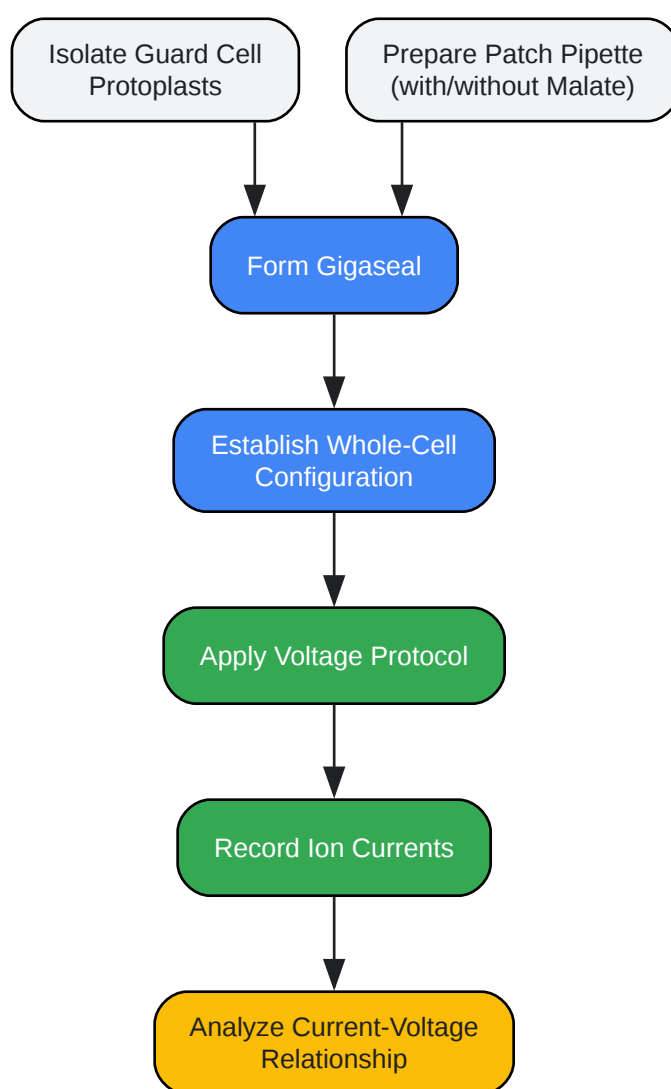 Isolate Guard Cell
Protoplasts
Prepare Patch Pipette
(with/without Malate)
Form Gigaseal
Establish Whole-Cell
Configuration
Apply Voltage Protocol
Record Ion Currents
Analyze Current-Voltage
Relationship